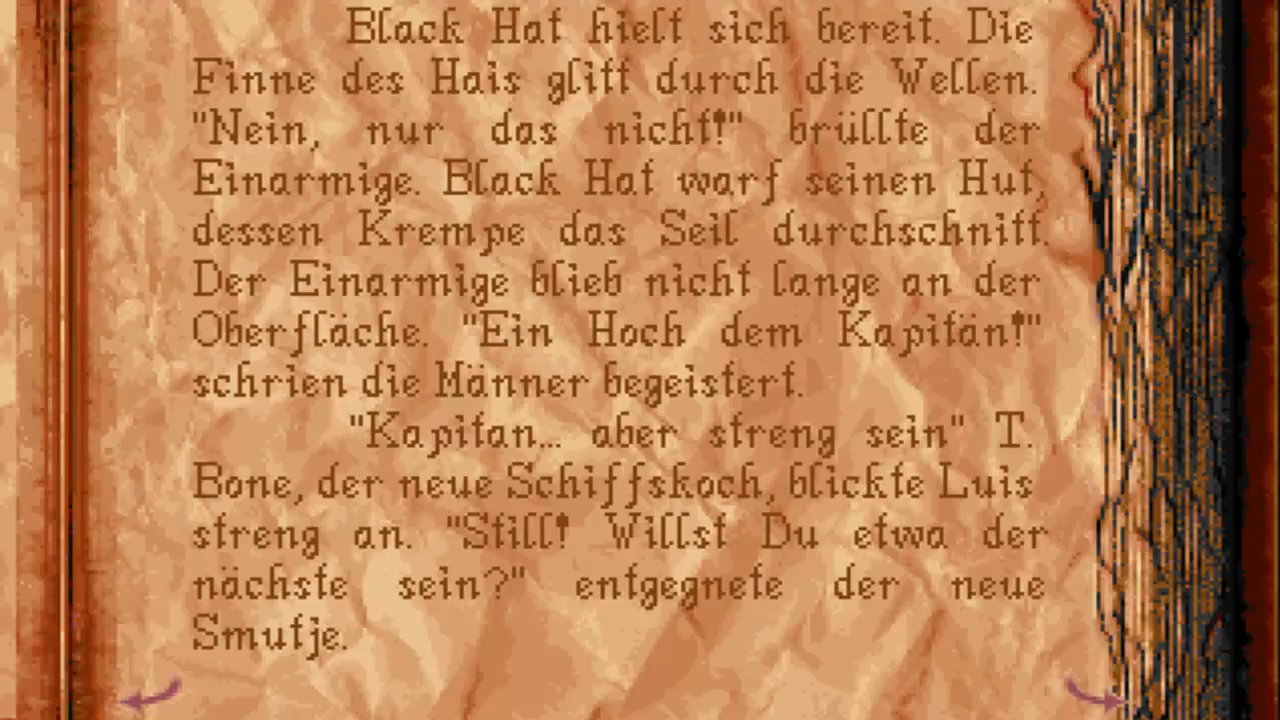 Black Hat hielt sich bereit. Die
Finne des Hais glitt durch die Wellen.
"Nein, nur das nicht!" brüllte der
Einarmige. Black Hat warf seinen Hut,
dessen Krempe das Seil durchschnitt.
Der Einarmige blieb nicht lange an der
Oberfläche. "Ein Hoch dem Kapitän!"
schrien die Männer begeistert.
"Kapitan... aber streng sein" T.
Bone, der neue Schiffskoch, blickte Luis
streng an. "Still! Willst Du etwa der
nächste sein?" entgegnete der neue
Smutje.